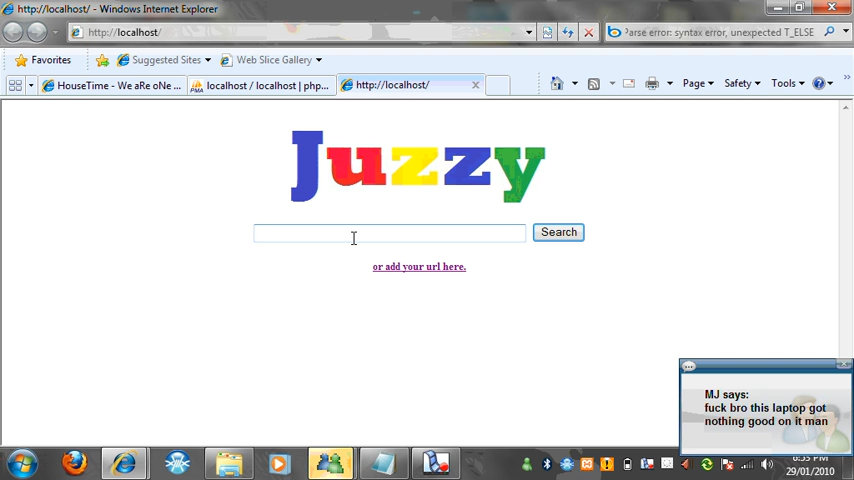 http://localhost/ - Windows Internet Explorer
http://localhost/
Parse error: syntax error, unexpected T_ELSE
Favorites
Suggested Sites
Web Slice Gallery
HouseTime - We aRe oNe ...
localhost / localhost | php...
http://localhost/
Page
Safety
Tools
Juzzy
Search
or add your url here.
MJ says:
fuck bro this laptop got
nothing good on it man
6:53 PM
29/01/2010